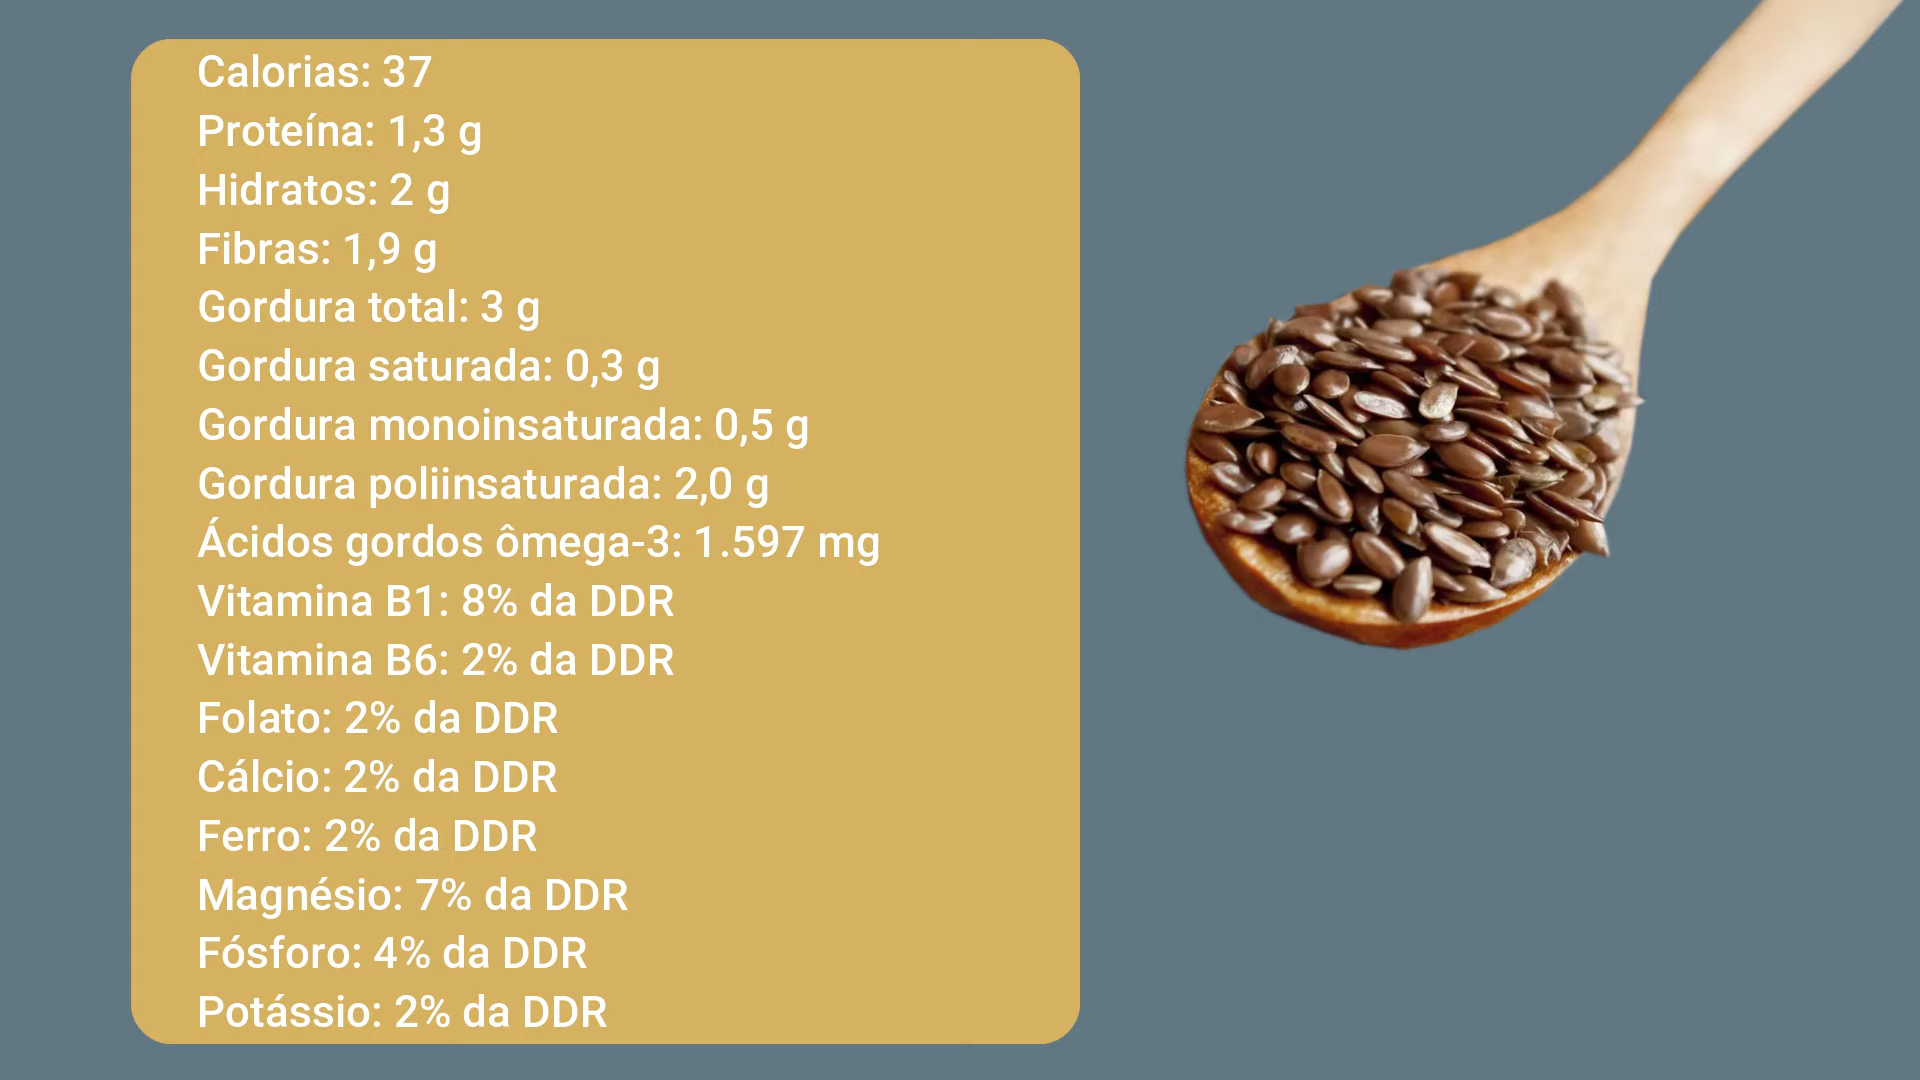 Calorias: 37
Proteína: 1,3 g
Hidratos: 2 g
Fibras: 1,9 g
Gordura total: 3 g
Gordura saturada: 0,3 g
Gordura monoinsaturada: 0,5 g
Gordura poliinsaturada: 2,0 g
Ácidos gordos ômega-3: 1.597 mg
Vitamina B1: 8% da DDR
Vitamina B6: 2% da DDR
Folato: 2% da DDR
Cálcio: 2% da DDR
Ferro: 2% da DDR
Magnésio: 7% da DDR
Fósforo: 4% da DDR
Potássio: 2% da DDR